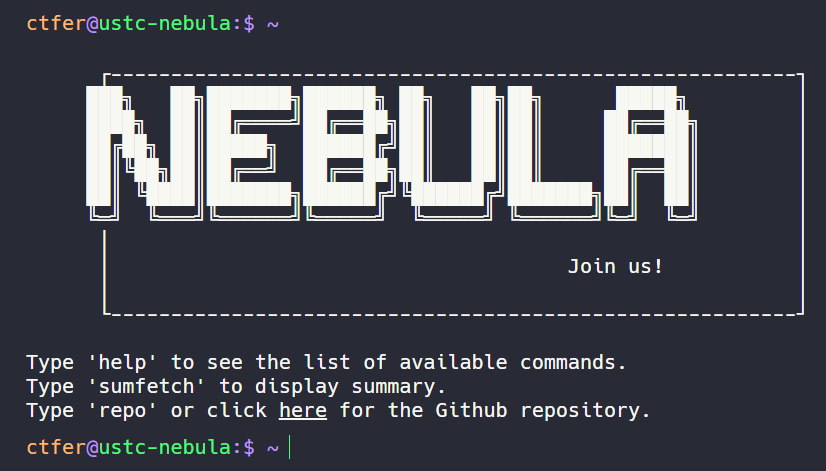 ctfer@ustc-nebula:$ ~
NEBULA
Join us!
Type 'help' to see the list of available commands.
Type 'sumfetch' to display summary.
Type 'repo' or click here for the Github repository.
ctfer@ustc-nebula:$ ~